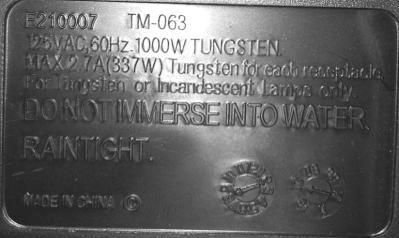 E210007 TM-063
125VAC,60Hz.1000W TUNGSTEN.
MAX 2.7A(337W) Tungsten for each receptacle.
For Tungsten or Incandescent Lamps only.
DO NOT IMMERSE INTO WATER
RAINTIGHT.
MADE IN CHINA